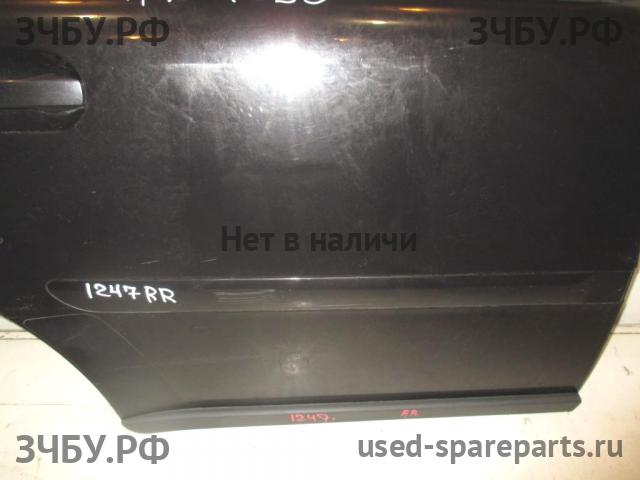 ЗЧБУ.РФ
ЗЧБУ.РФ
Нет в наличи
1247RR
1247. RR
ЗЧБУ.РФ
used-spareparts.ru